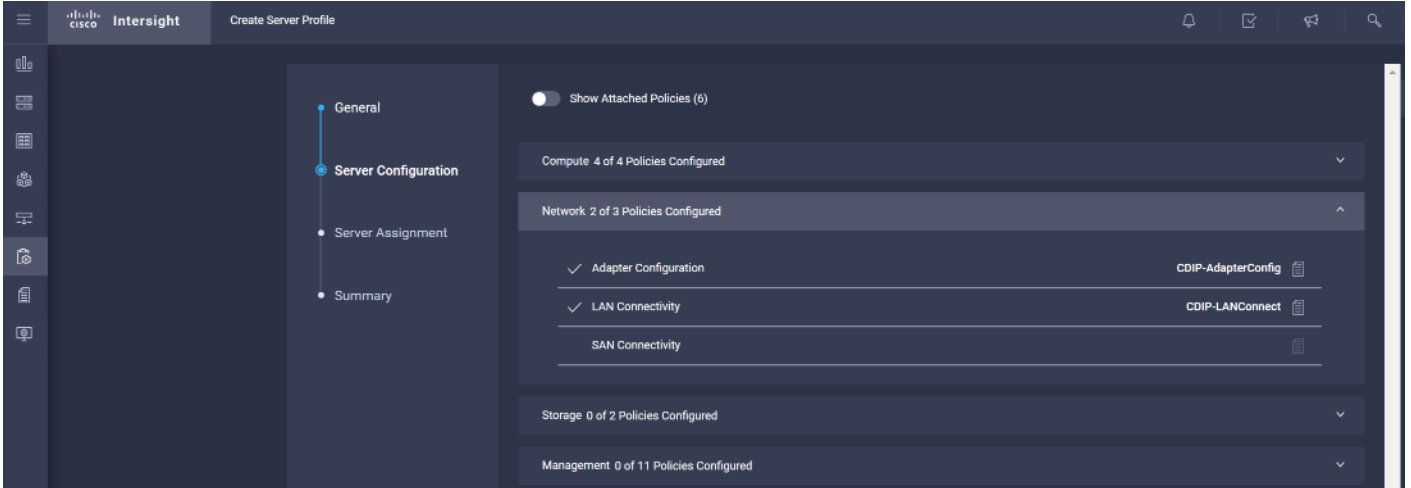 cisco Intersight Create Server Profile
General
Server Configuration
Server Assignment
Summary
Show Attached Policies (6)
Compute 4 of 4 Policies Configured
Network 2 of 3 Policies Configured
Adapter Configuration CDIP-AdapterConfig
LAN Connectivity CDIP-LANConnect
SAN Connectivity
Storage 0 of 2 Policies Configured
Management 0 of 11 Policies Configured